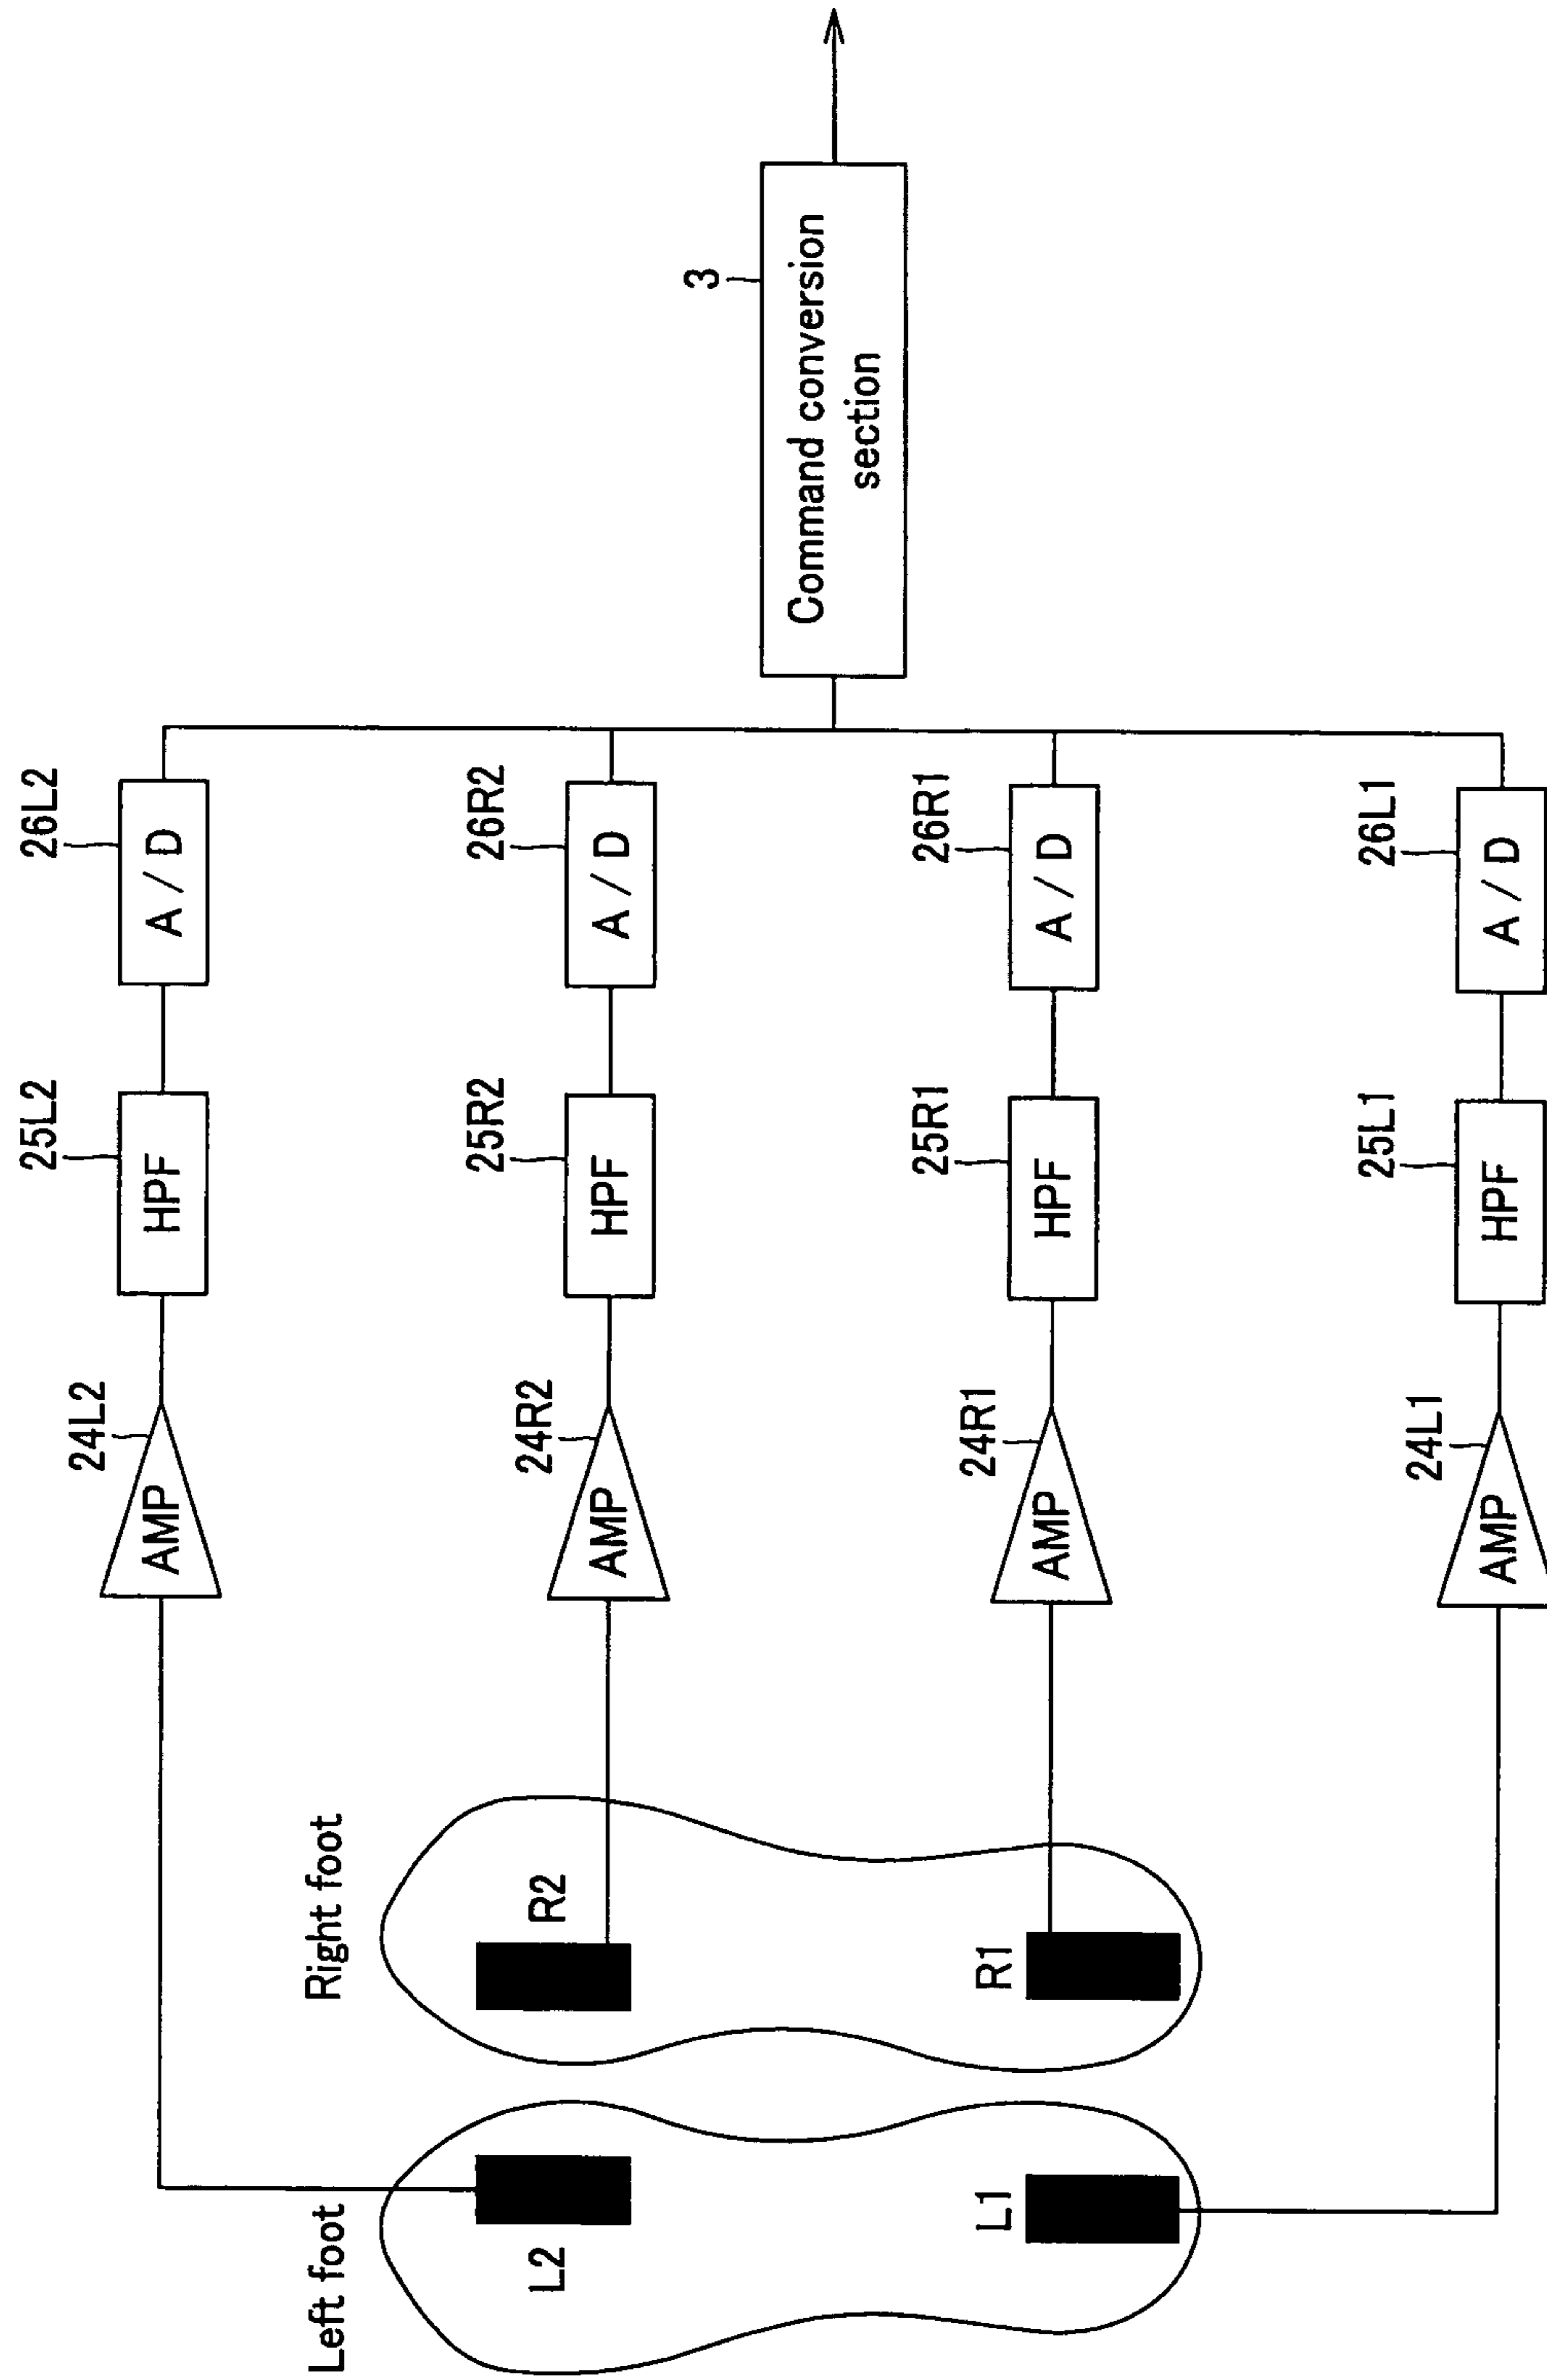 Left foot
Right foot
L2
L1
R2
R1
24L2
AMP
25L2
HPF
26L2
A/D
24R2
AMP
25R2
HPF
26R2
A/D
24R1
AMP
25R1
HPF
26R1
A/D
24L1
AMP
25L1
HPF
26L1
A/D
3
Command conversion
section